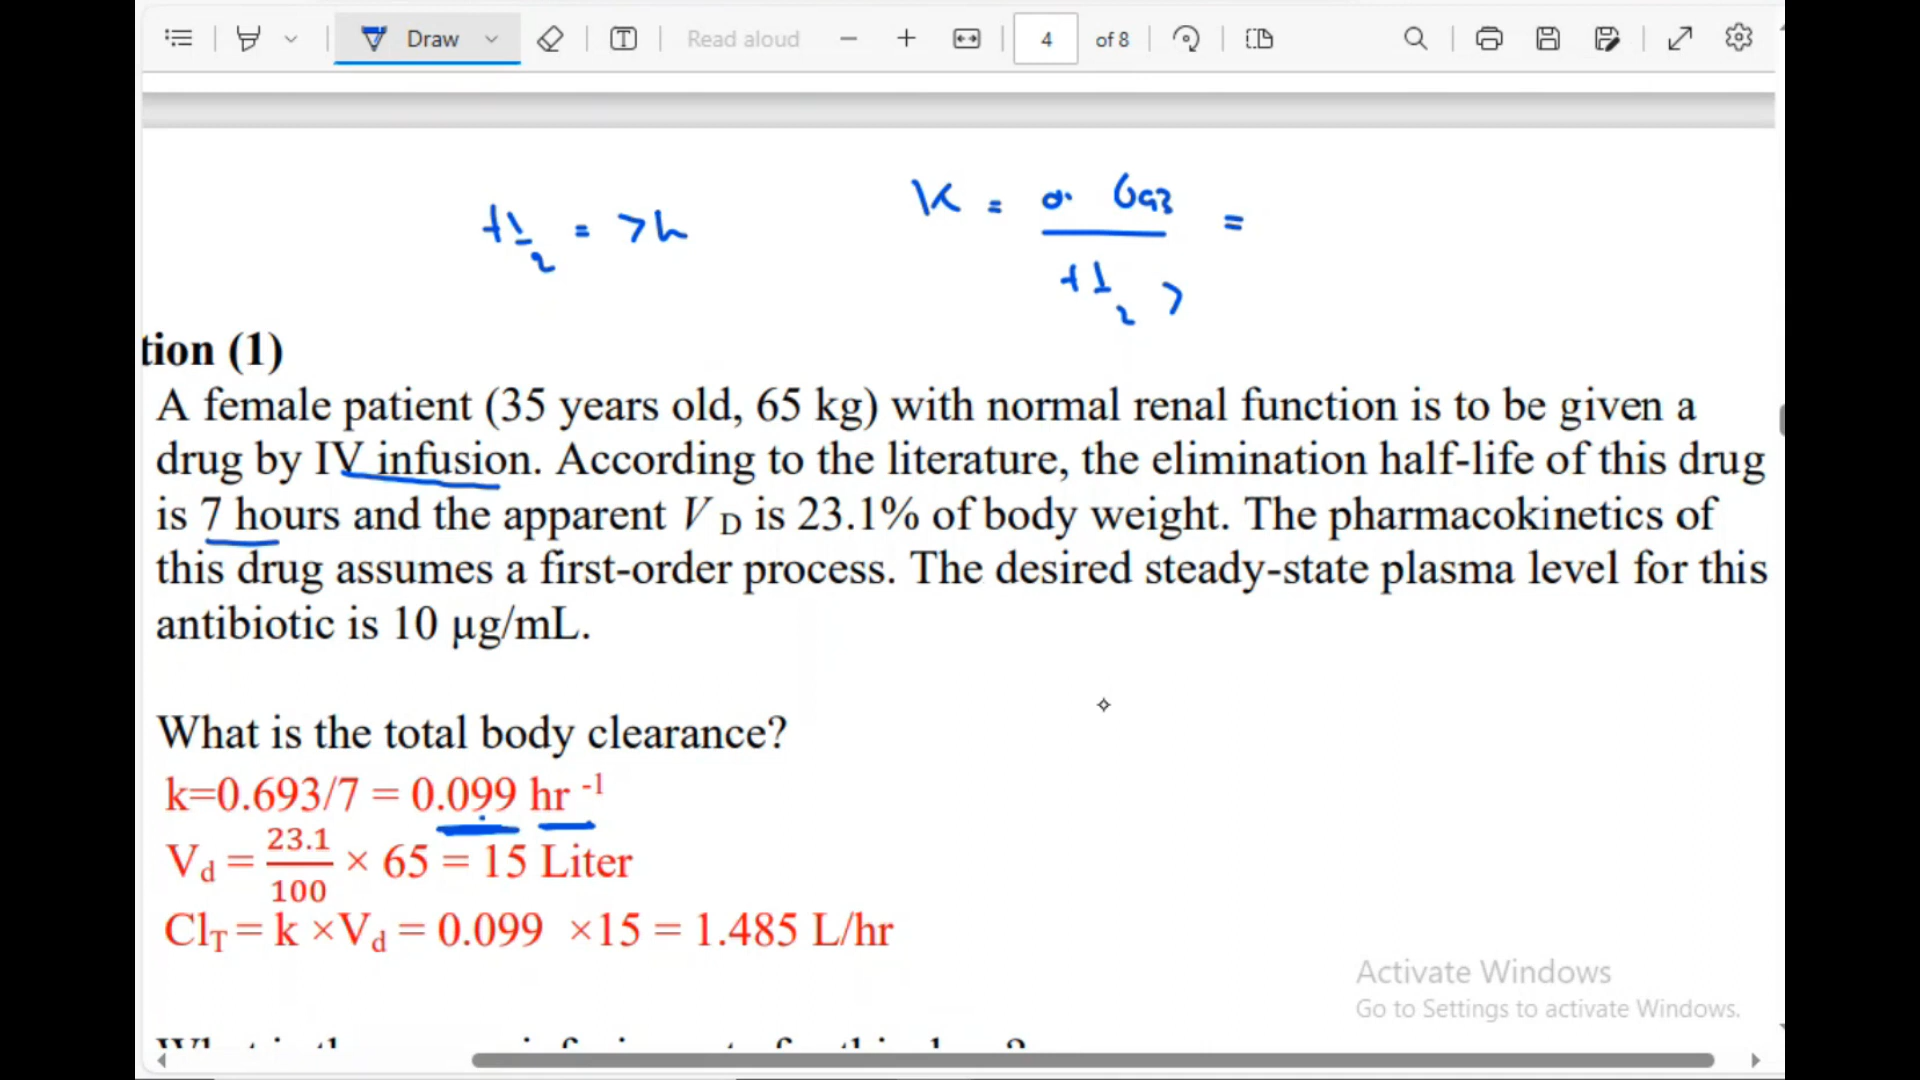 Draw
Read aloud
4 of 8
t 1/2 = 7h
K = 0.693 / t 1/2 7 =
tion (1)
A female patient (35 years old, 65 kg) with normal renal function is to be given a
drug by IV infusion. According to the literature, the elimination half-life of this drug
is 7 hours and the apparent V D is 23.1% of body weight. The pharmacokinetics of
this drug assumes a first-order process. The desired steady-state plasma level for this
antibiotic is 10 µg/mL.
What is the total body clearance?
k=0.693/7 = 0.099 hr -1
Vd = 23.1/100 × 65 = 15 Liter
ClT = k ×Vd = 0.099 ×15 = 1.485 L/hr
Activate Windows
Go to Settings to activate Windows.